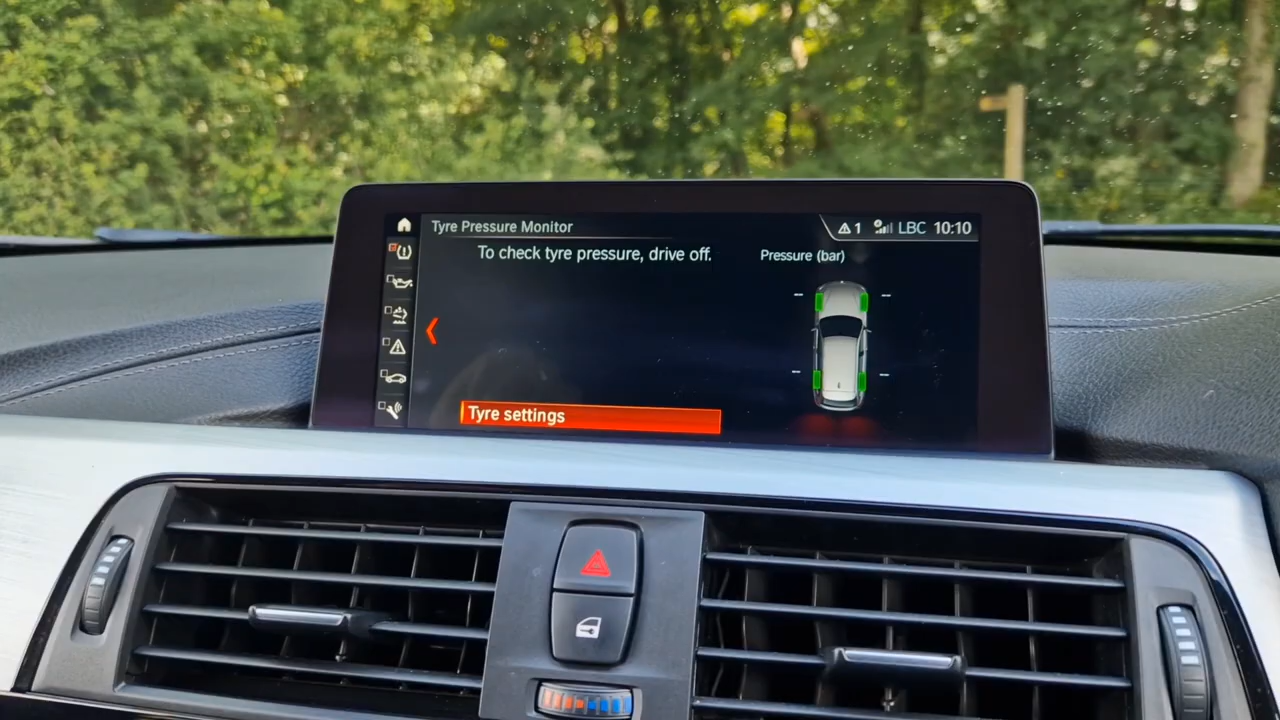 Tyre Pressure Monitor
1 LBC 10:10
To check tyre pressure, drive off.
Pressure (bar)
--- ---
--- ---
Tyre settings